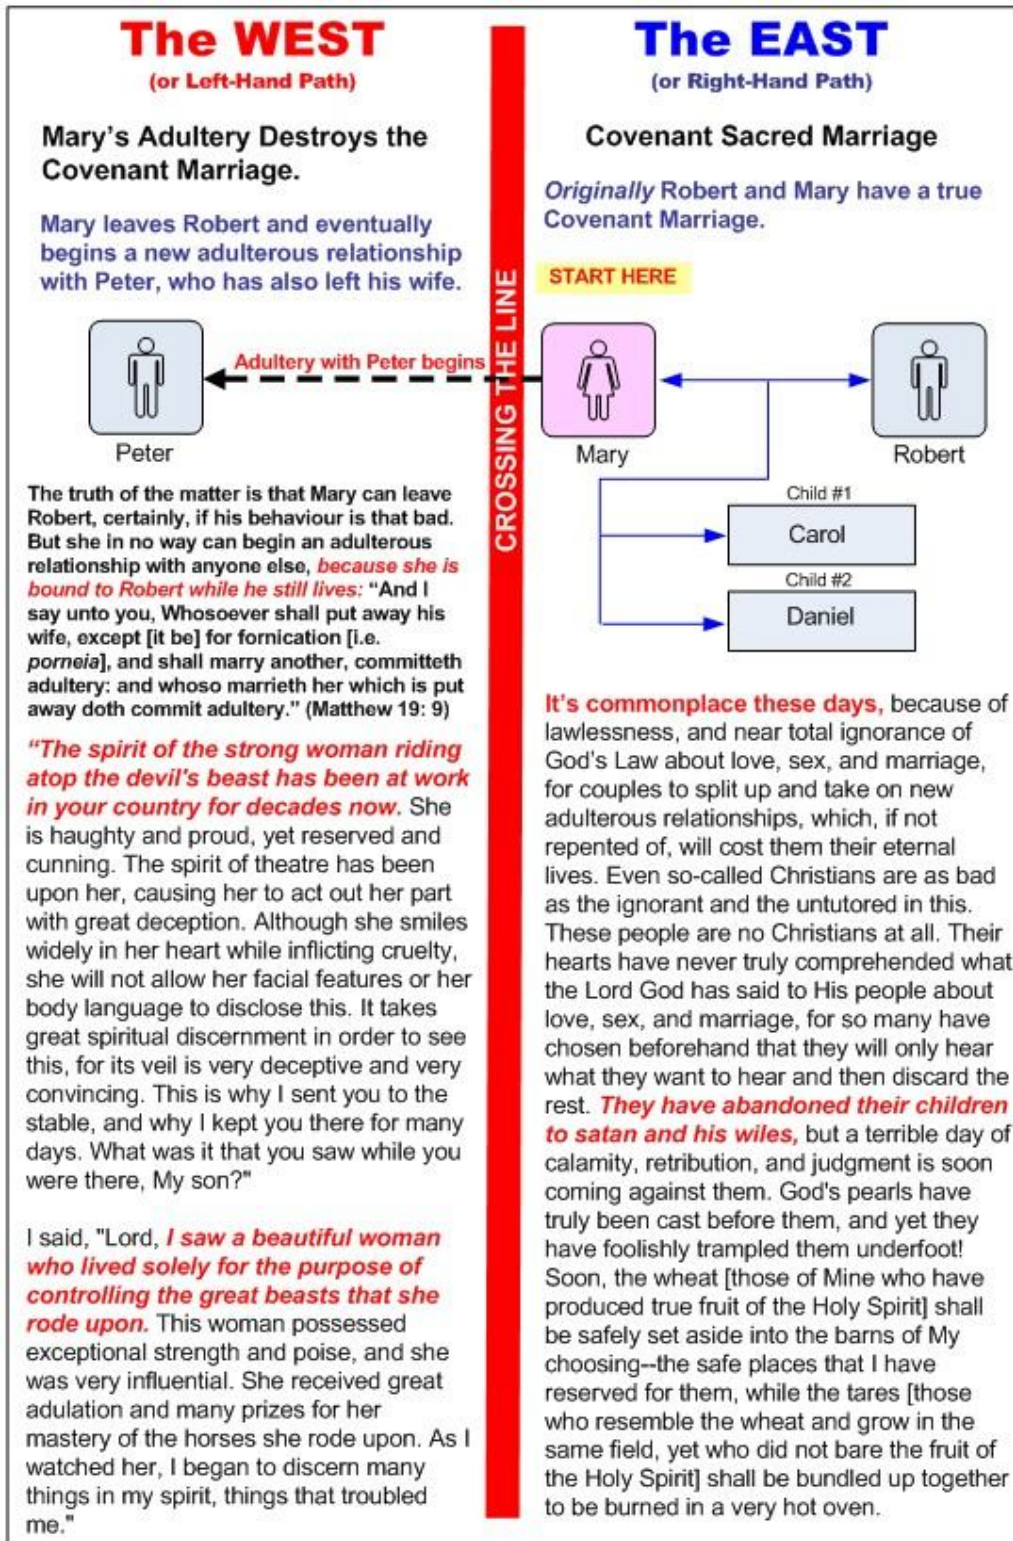 The WEST
(or Left-Hand Path)
Mary's Adultery Destroys the
Covenant Marriage.
Mary leaves Robert and eventually
begins a new adulterous relationship
with Peter, who has also left his wife.
Adultery with Peter begins
Peter
The truth of the matter is that Mary can leave
Robert, certainly, if his behaviour is that bad.
But she in no way can begin an adulterous
relationship with anyone else, because she is
bound to Robert while he still lives: “And I
say unto you, Whosoever shall put away his
wife, except [it be] for fornication [i.e.
porneia], and shall marry another, committeth
adultery: and whoso marrieth her which is put
away doth commit adultery.” (Matthew 19: 9)
“The spirit of the strong woman riding
atop the devil's beast has been at work
in your country for decades now. She
is haughty and proud, yet reserved and
cunning. The spirit of theatre has been
upon her, causing her to act out her part
with great deception. Although she smiles
widely in her heart while inflicting cruelty,
she will not allow her facial features or her
body language to disclose this. It takes
great spiritual discernment in order to see
this, for its veil is very deceptive and very
convincing. This is why I sent you to the
stable, and why I kept you there for many
days. What was it that you saw while you
were there, My son?"
I said, "Lord, I saw a beautiful woman
who lived solely for the purpose of
controlling the great beasts that she
rode upon. This woman possessed
exceptional strength and poise, and she
was very influential. She received great
adulation and many prizes for her
mastery of the horses she rode upon. As I
watched her, I began to discern many
things in my spirit, things that troubled
me."
CROSSING THE LINE
The EAST
(or Right-Hand Path)
Covenant Sacred Marriage
Originally Robert and Mary have a true
Covenant Marriage.
START HERE
Mary
Robert
Child #1
Carol
Child #2
Daniel
It's commonplace these days, because of
lawlessness, and near total ignorance of
God's Law about love, sex, and marriage,
for couples to split up and take on new
adulterous relationships, which, if not
repented of, will cost them their eternal
lives. Even so-called Christians are as bad
as the ignorant and the untutored in this.
These people are no Christians at all. Their
hearts have never truly comprehended what
the Lord God has said to His people about
love, sex, and marriage, for so many have
chosen beforehand that they will only hear
what they want to hear and then discard the
rest. They have abandoned their children
to satan and his wiles, but a terrible day of
calamity, retribution, and judgment is soon
coming against them. God's pearls have
truly been cast before them, and yet they
have foolishly trampled them underfoot!
Soon, the wheat [those of Mine who have
produced true fruit of the Holy Spirit] shall
be safely set aside into the barns of My
choosing--the safe places that I have
reserved for them, while the tares [those
who resemble the wheat and grow in the
same field, yet who did not bare the fruit of
the Holy Spirit] shall be bundled up together
to be burned in a very hot oven.